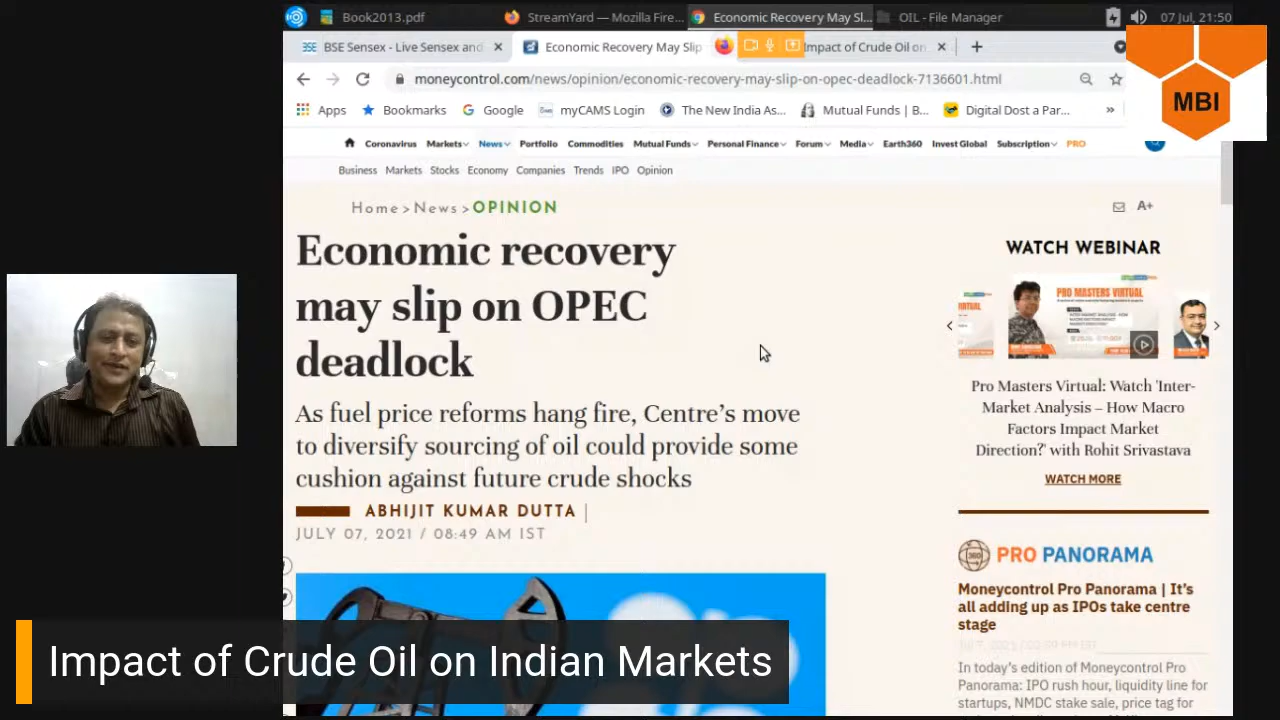 Book2013.pdf
StreamYard — Mozilla Fire...
Economic Recovery May Sl...
OIL - File Manager
07 Jul, 21:50
BSE Sensex - Live Sensex and
Economic Recovery May Slip
Impact of Crude Oil on
moneycontrol.com/news/opinion/economic-recovery-may-slip-on-opec-deadlock-7136601.html
MBI
Apps
Bookmarks
Google
myCAMS Login
The New India As...
Mutual Funds | B...
Digital Dost a Par...
»
Coronavirus Markets News Portfolio Commodities Mutual Funds Personal Finance Forum Media Earth360 Invest Global Subscription PRO
Business Markets Stocks Economy Companies Trends IPO Opinion
Home > News > OPINION
A+
Economic recovery
may slip on OPEC
deadlock
As fuel price reforms hang fire, Centre's move
to diversify sourcing of oil could provide some
cushion against future crude shocks
ABHIJIT KUMAR DUTTA |
JULY 07, 2021 / 08:49 AM IST
WATCH WEBINAR
PRO MASTERS VIRTUAL
Pro Masters Virtual: Watch 'Inter-
Market Analysis – How Macro
Factors Impact Market
Direction?' with Rohit Srivastava
WATCH MORE
360
PRO PANORAMA
Moneycontrol Pro Panorama | It's
all adding up as IPOs take centre
stage
In today's edition of Moneycontrol Pro
Panorama: IPO rush hour, liquidity line for
startups, NMDC stake sale, price tag for
Impact of Crude Oil on Indian Markets